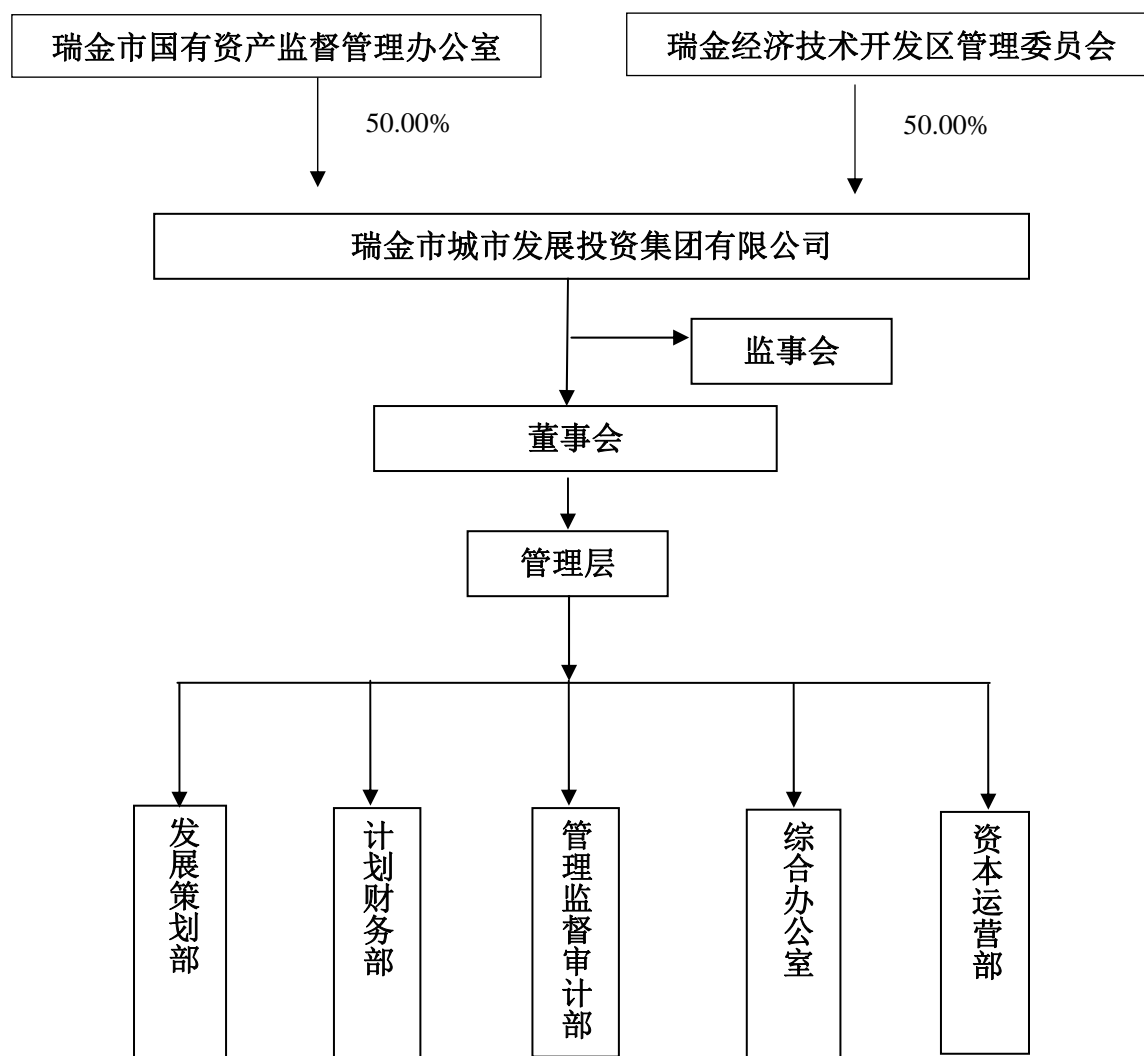 瑞金市国有资产监督管理办公室
瑞金经济技术开发区管理委员会
50.00%
50.00%
瑞金市城市发展投资集团有限公司
监事会
董事会
管理层
发展策划部
计划财务部
管理监督审计部
综合办公室
资本运营部